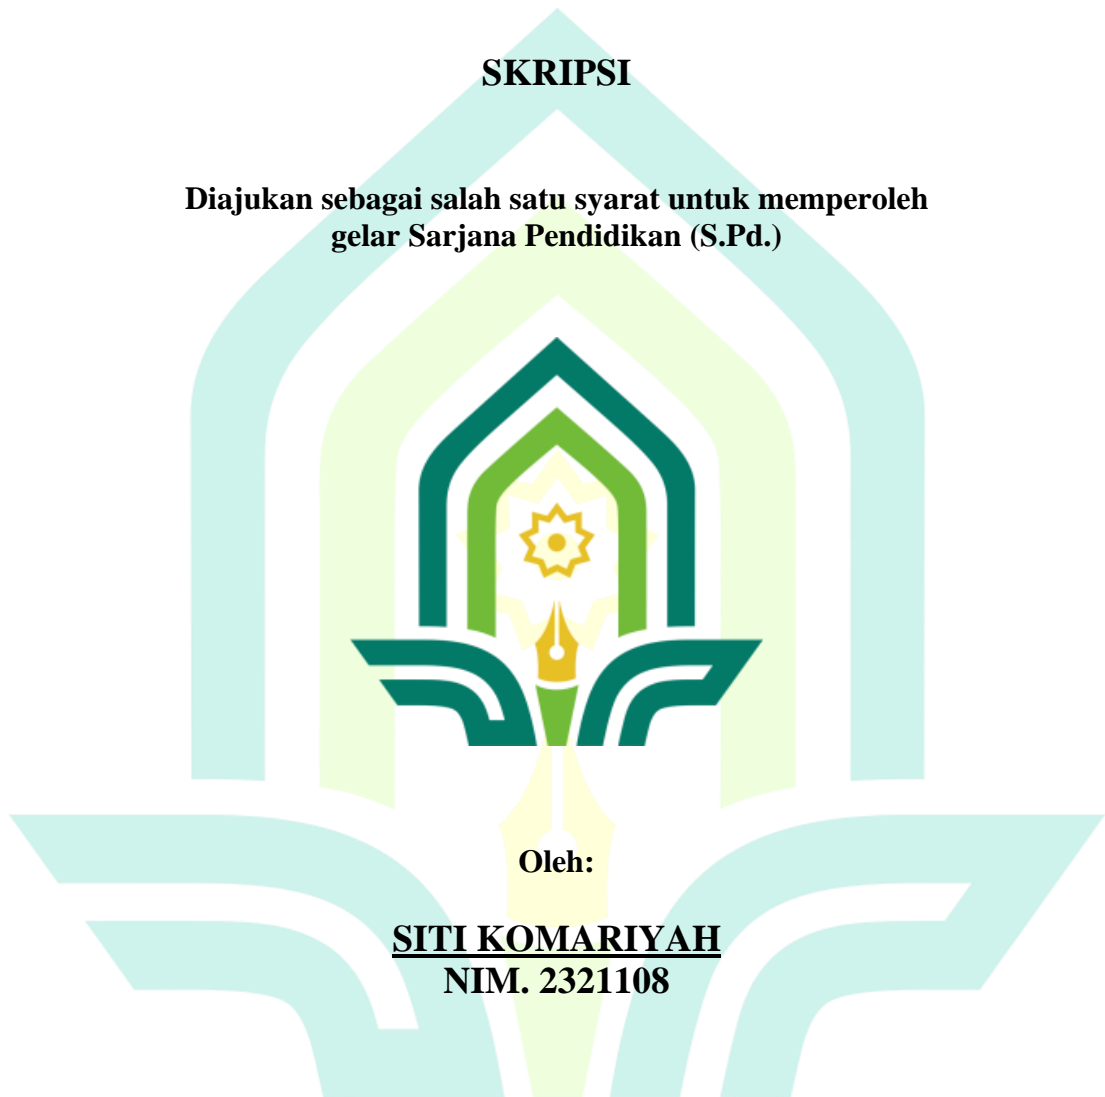 SKRIPSI
Diajukan sebagai salah satu syarat untuk memperoleh
gelar Sarjana Pendidikan (S.Pd.)
Oleh:
SITI KOMARIYAH
NIM. 2321108